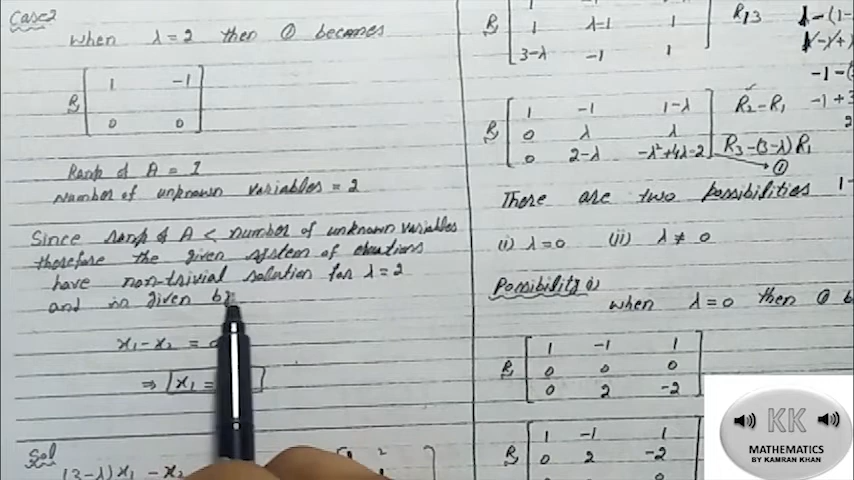 Case2
when λ = 2 then ① becomes
R
1 -1
0 0
Rank of A = 1
Number of unknown variables = 2
Since rank of A < number of unknown variables
therefore the given system of equations
have non-trivial solution for λ = 2
and is given by
x₁ - x₂ =
⇒ x₁ =
Sol
(3-λ)x₁ - x₂
R
1 λ-1 1
3-λ -1 1
R₁₃
R
1 -1 1-λ
0 λ λ
0 2-λ -λ²+4λ-2
R₂-R₁
R₃-(3-λ)R₁
①
There are two possibilities
(i) λ = 0 (ii) λ ≠ 0
Possibility (i)
when λ = 0 then ① b
R
1 -1 1
0 0 0
0 2 -2
R
1 -1 1
0 2 -2
KK
MATHEMATICS
BY KAMRAN KHAN